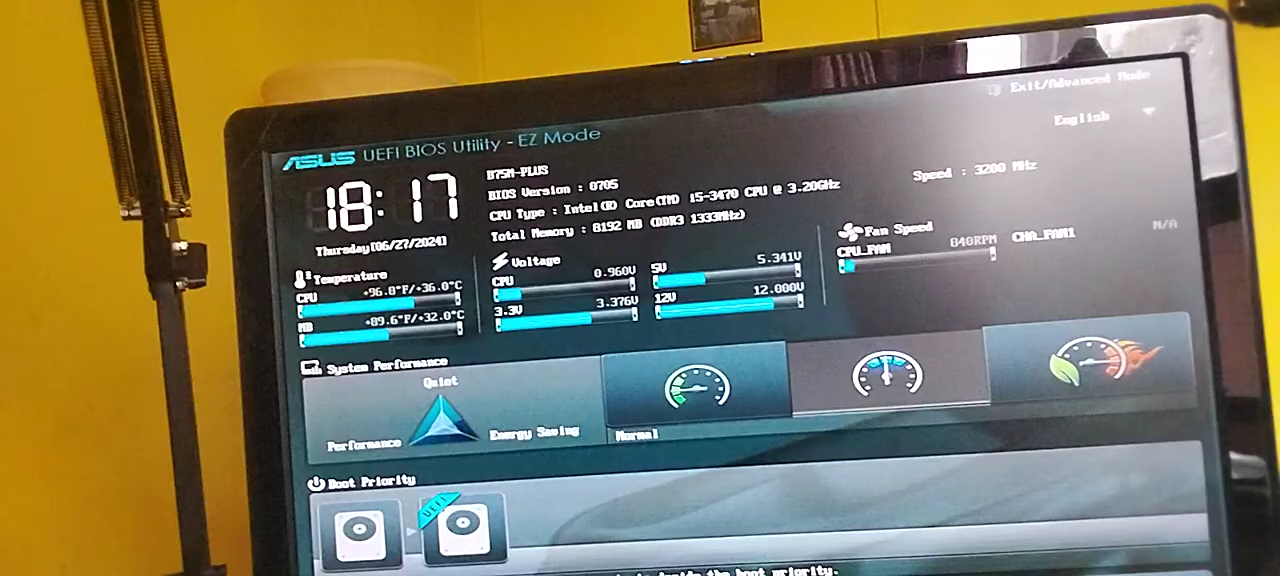 Exit/Advanced Mode
English
ASUS UEFI BIOS Utility - EZ Mode
18:17
Thursday[06/27/2024]
B75M-PLUS
BIOS Version : 0705
CPU Type : Intel(R) Core(TM) i5-3470 CPU @ 3.20GHz
Speed : 3200 MHz
Total Memory : 8192 MB (DDR3 1333MHz)
Temperature
CPU +96.8°F/+36.0°C
MB +89.6°F/+32.0°C
Voltage
CPU 0.960V 5V 5.341V
3.3V 3.376V 12V 12.000V
Fan Speed
CPU_FAN 840RPM CHA_FAN1 N/A
System Performance
Quiet
Performance Energy Saving
Normal
Boot Priority
UEFI
the boot priority.